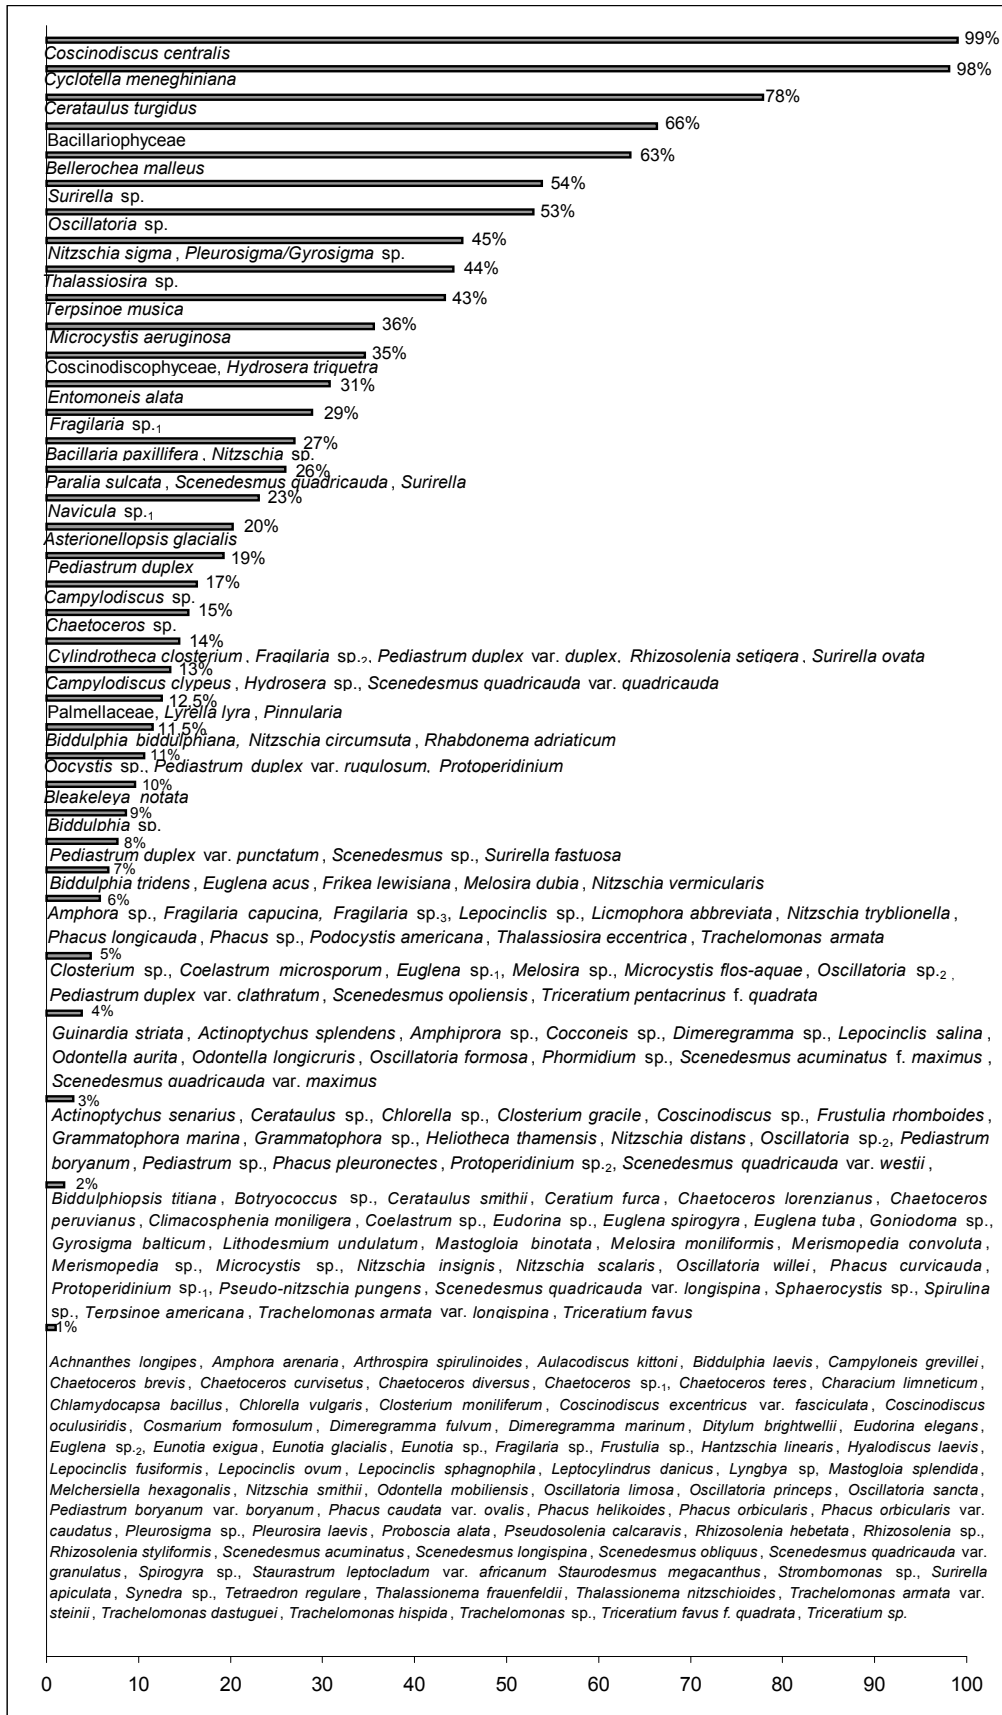 99%
Coscinodiscus centralis
98%
Cyclotella meneghiniana
78%
Cerataulus turgidus
66%
Bacillariophyceae
63%
Bellerochea malleus
54%
Surirella sp.
53%
Oscillatoria sp.
45%
Nitzschia sigma, Pleurosigma/Gyrosigma sp.
44%
Thalassiosira sp.
43%
Terpsinoe musica
36%
Microcystis aeruginosa
35%
Coscinodiscophyceae, Hydrosera triquetra
31%
Entomoneis alata
29%
Fragilaria sp.1
27%
Bacillaria paxillifera, Nitzschia sp.
26%
Paralia sulcata, Scenedesmus quadricauda, Surirella
23%
Navicula sp.1
20%
Asterionellopsis glacialis
19%
Pediastrum duplex
17%
Campylodiscus sp.
15%
Chaetoceros sp.
14%
Cylindrotheca closterium, Fragilaria sp.2, Pediastrum duplex var. duplex, Rhizosolenia setigera, Surirella ovata
13%
Campylodiscus clypeus, Hydrosera sp., Scenedesmus quadricauda var. quadricauda
12,5%
Palmellaceae, Lyrella lyra, Pinnularia
11,5%
Biddulphia biddulphiana, Nitzschia circumsuta, Rhabdonema adriaticum
11%
Oocystis sp., Pediastrum duplex var. rugulosum, Protoperidinium
10%
Bleakeleya notata
9%
Biddulphia sp.
8%
Pediastrum duplex var. punctatum, Scenedesmus sp., Surirella fastuosa
7%
Biddulphia tridens, Euglena acus, Frikea lewisiana, Melosira dubia, Nitzschia vermicularis
6%
Amphora sp., Fragilaria capucina, Fragilaria sp.3, Lepocinclis sp., Licmophora abbreviata, Nitzschia tryblionella,
Phacus longicauda, Phacus sp., Podocystis americana, Thalassiosira eccentrica, Trachelomonas armata
5%
Closterium sp., Coelastrum microsporum, Euglena sp.1, Melosira sp., Microcystis flos-aquae, Oscillatoria sp.2,
Pediastrum duplex var. clathratum, Scenedesmus opoliensis, Triceratium pentacrinus f. quadrata
4%
Guinardia striata, Actinoptychus splendens, Amphiprora sp., Cocconeis sp., Dimeregramma sp., Lepocinclis salina,
Odontella aurita, Odontella longicruris, Oscillatoria formosa, Phormidium sp., Scenedesmus acuminatus f. maximus,
Scenedesmus quadricauda var. maximus
3%
Actinoptychus senarius, Cerataulus sp., Chlorella sp., Closterium gracile, Coscinodiscus sp., Frustulia rhomboides,
Grammatophora marina, Grammatophora sp., Heliotheca thamensis, Nitzschia distans, Oscillatoria sp.2, Pediastrum
boryanum, Pediastrum sp., Phacus pleuronectes, Protoperidinium sp.2, Scenedesmus quadricauda var. westii,
2%
Biddulphiopsis titiana, Botryococcus sp., Cerataulus smithii, Ceratium furca, Chaetoceros lorenzianus, Chaetoceros
peruvianus, Climacosphenia moniligera, Coelastrum sp., Eudorina sp., Euglena spirogyra, Euglena tuba, Goniodoma sp.,
Gyrosigma balticum, Lithodesmium undulatum, Mastogloia binotata, Melosira moniliformis, Merismopedia convoluta,
Merismopedia sp., Microcystis sp., Nitzschia insignis, Nitzschia scalaris, Oscillatoria willei, Phacus curvicauda,
Protoperidinium sp.1, Pseudo-nitzschia pungens, Scenedesmus quadricauda var. longispina, Sphaerocystis sp., Spirulina
sp., Terpsinoe americana, Trachelomonas armata var. longispina, Triceratium favus
1%
Achnanthes longipes, Amphora arenaria, Arthrospira spirulinoides, Aulacodiscus kittoni, Biddulphia laevis, Campyloneis grevillei,
Chaetoceros brevis, Chaetoceros curvisetus, Chaetoceros diversus, Chaetoceros sp.1, Chaetoceros teres, Characium limneticum,
Chlamydocapsa bacillus, Chlorella vulgaris, Closterium moniliferum, Coscinodiscus excentricus var. fasciculata, Coscinodiscus
oculusiridis, Cosmarium formosulum, Dimeregramma fulvum, Dimeregramma marinum, Ditylum brightwellii, Eudorina elegans,
Euglena sp.2, Eunotia exigua, Eunotia glacialis, Eunotia sp., Fragilaria sp., Frustulia sp., Hantzschia linearis, Hyalodiscus laevis,
Lepocinclis fusiformis, Lepocinclis ovum, Lepocinclis sphagnophila, Leptocylindrus danicus, Lyngbya sp, Mastogloia splendida,
Melchersiella hexagonalis, Nitzschia smithii, Odontella mobiliensis, Oscillatoria limosa, Oscillatoria princeps, Oscillatoria sancta,
Pediastrum boryanum var. boryanum, Phacus caudata var. ovalis, Phacus helikoides, Phacus orbicularis, Phacus orbicularis var.
caudatus, Pleurosigma sp., Pleurosira laevis, Proboscia alata, Pseudosolenia calcaravis, Rhizosolenia hebetata, Rhizosolenia sp.,
Rhizosolenia styliformis, Scenedesmus acuminatus, Scenedesmus longispina, Scenedesmus obliquus, Scenedesmus quadricauda var.
granulatus, Spirogyra sp., Staurastrum leptocladum var. africanum Staurodesmus megacanthus, Strombomonas sp., Surirella
apiculata, Synedra sp., Tetraedron regulare, Thalassionema frauenfeldii, Thalassionema nitzschioides, Trachelomonas armata var.
steinii, Trachelomonas dastuguei, Trachelomonas hispida, Trachelomonas sp., Triceratium favus f. quadrata, Triceratium sp.
0 10 20 30 40 50 60 70 80 90 100